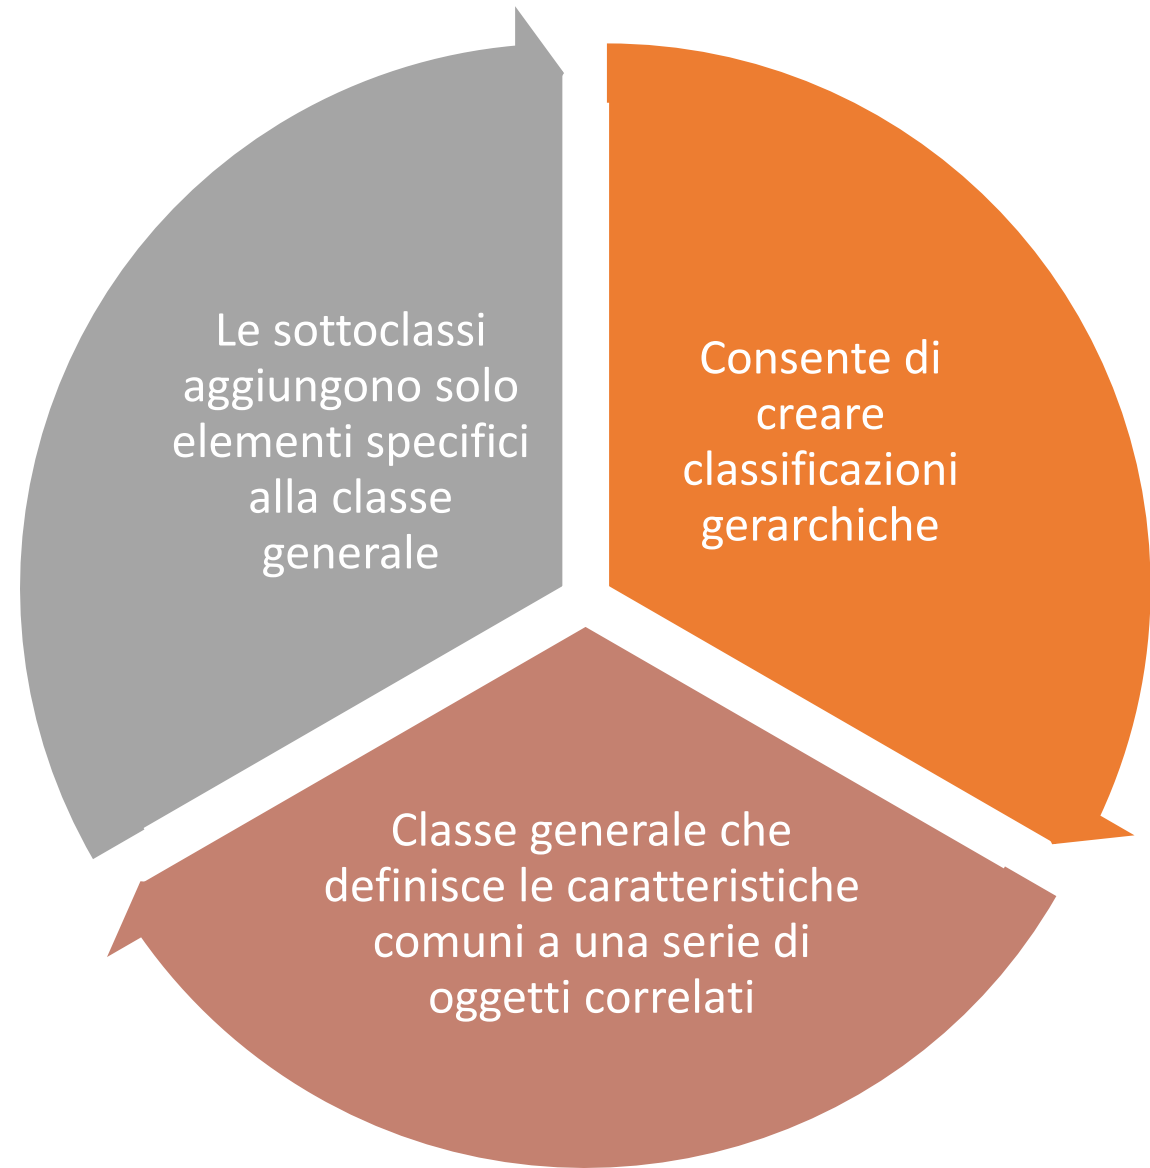 Le sottoclassi
aggiungono solo
elementi specifici
alla classe
generale
Consente di
creare
classificazioni
gerarchiche
Classe generale che
definisce le caratteristiche
comuni a una serie di
oggetti correlati